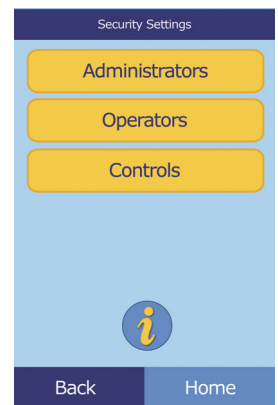 Security Settings
Administrators
Operators
Controls
i
Back Home